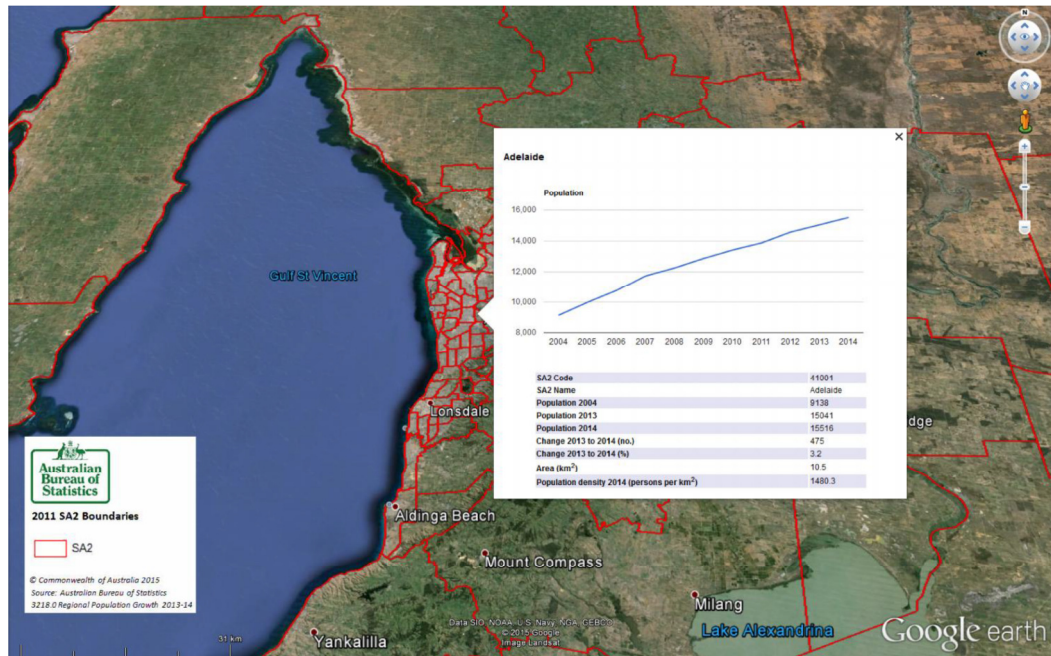 N
Gulf St Vincent
Lonsdale
Aldinga Beach
Mount Compass
Yankalilla
Milang
Lake Alexandrina
dge
31 km
Data SIO, NOAA, U.S. Navy, NGA, GEBCO
© 2015 Google
Image Landsat
Google earth
Adelaide
Population
16,000
14,000
12,000
10,000
8,000
2004 2005 2006 2007 2008 2009 2010 2011 2012 2013 2014
SA2 Code 41001
SA2 Name Adelaide
Population 2004 9138
Population 2013 15041
Population 2014 15516
Change 2013 to 2014 (no.) 475
Change 2013 to 2014 (%) 3.2
Area (km²) 10.5
Population density 2014 (persons per km²) 1480.3
Australian
Bureau of
Statistics
2011 SA2 Boundaries
SA2
© Commonwealth of Australia 2015
Source: Australian Bureau of Statistics
3218.0 Regional Population Growth 2013-14